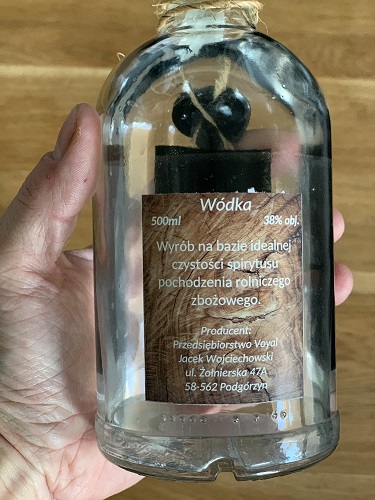 Wódka
500ml 38% obj.
Wyrób na bazie idealnej
czystości spirytusu
pochodzenia rolniczego
zbożowego.
Producent:
Przedsiębiorstwo Voyal
Jacek Wojciechowski
ul. Żołnierska 47A
58-562 Podgórzyn